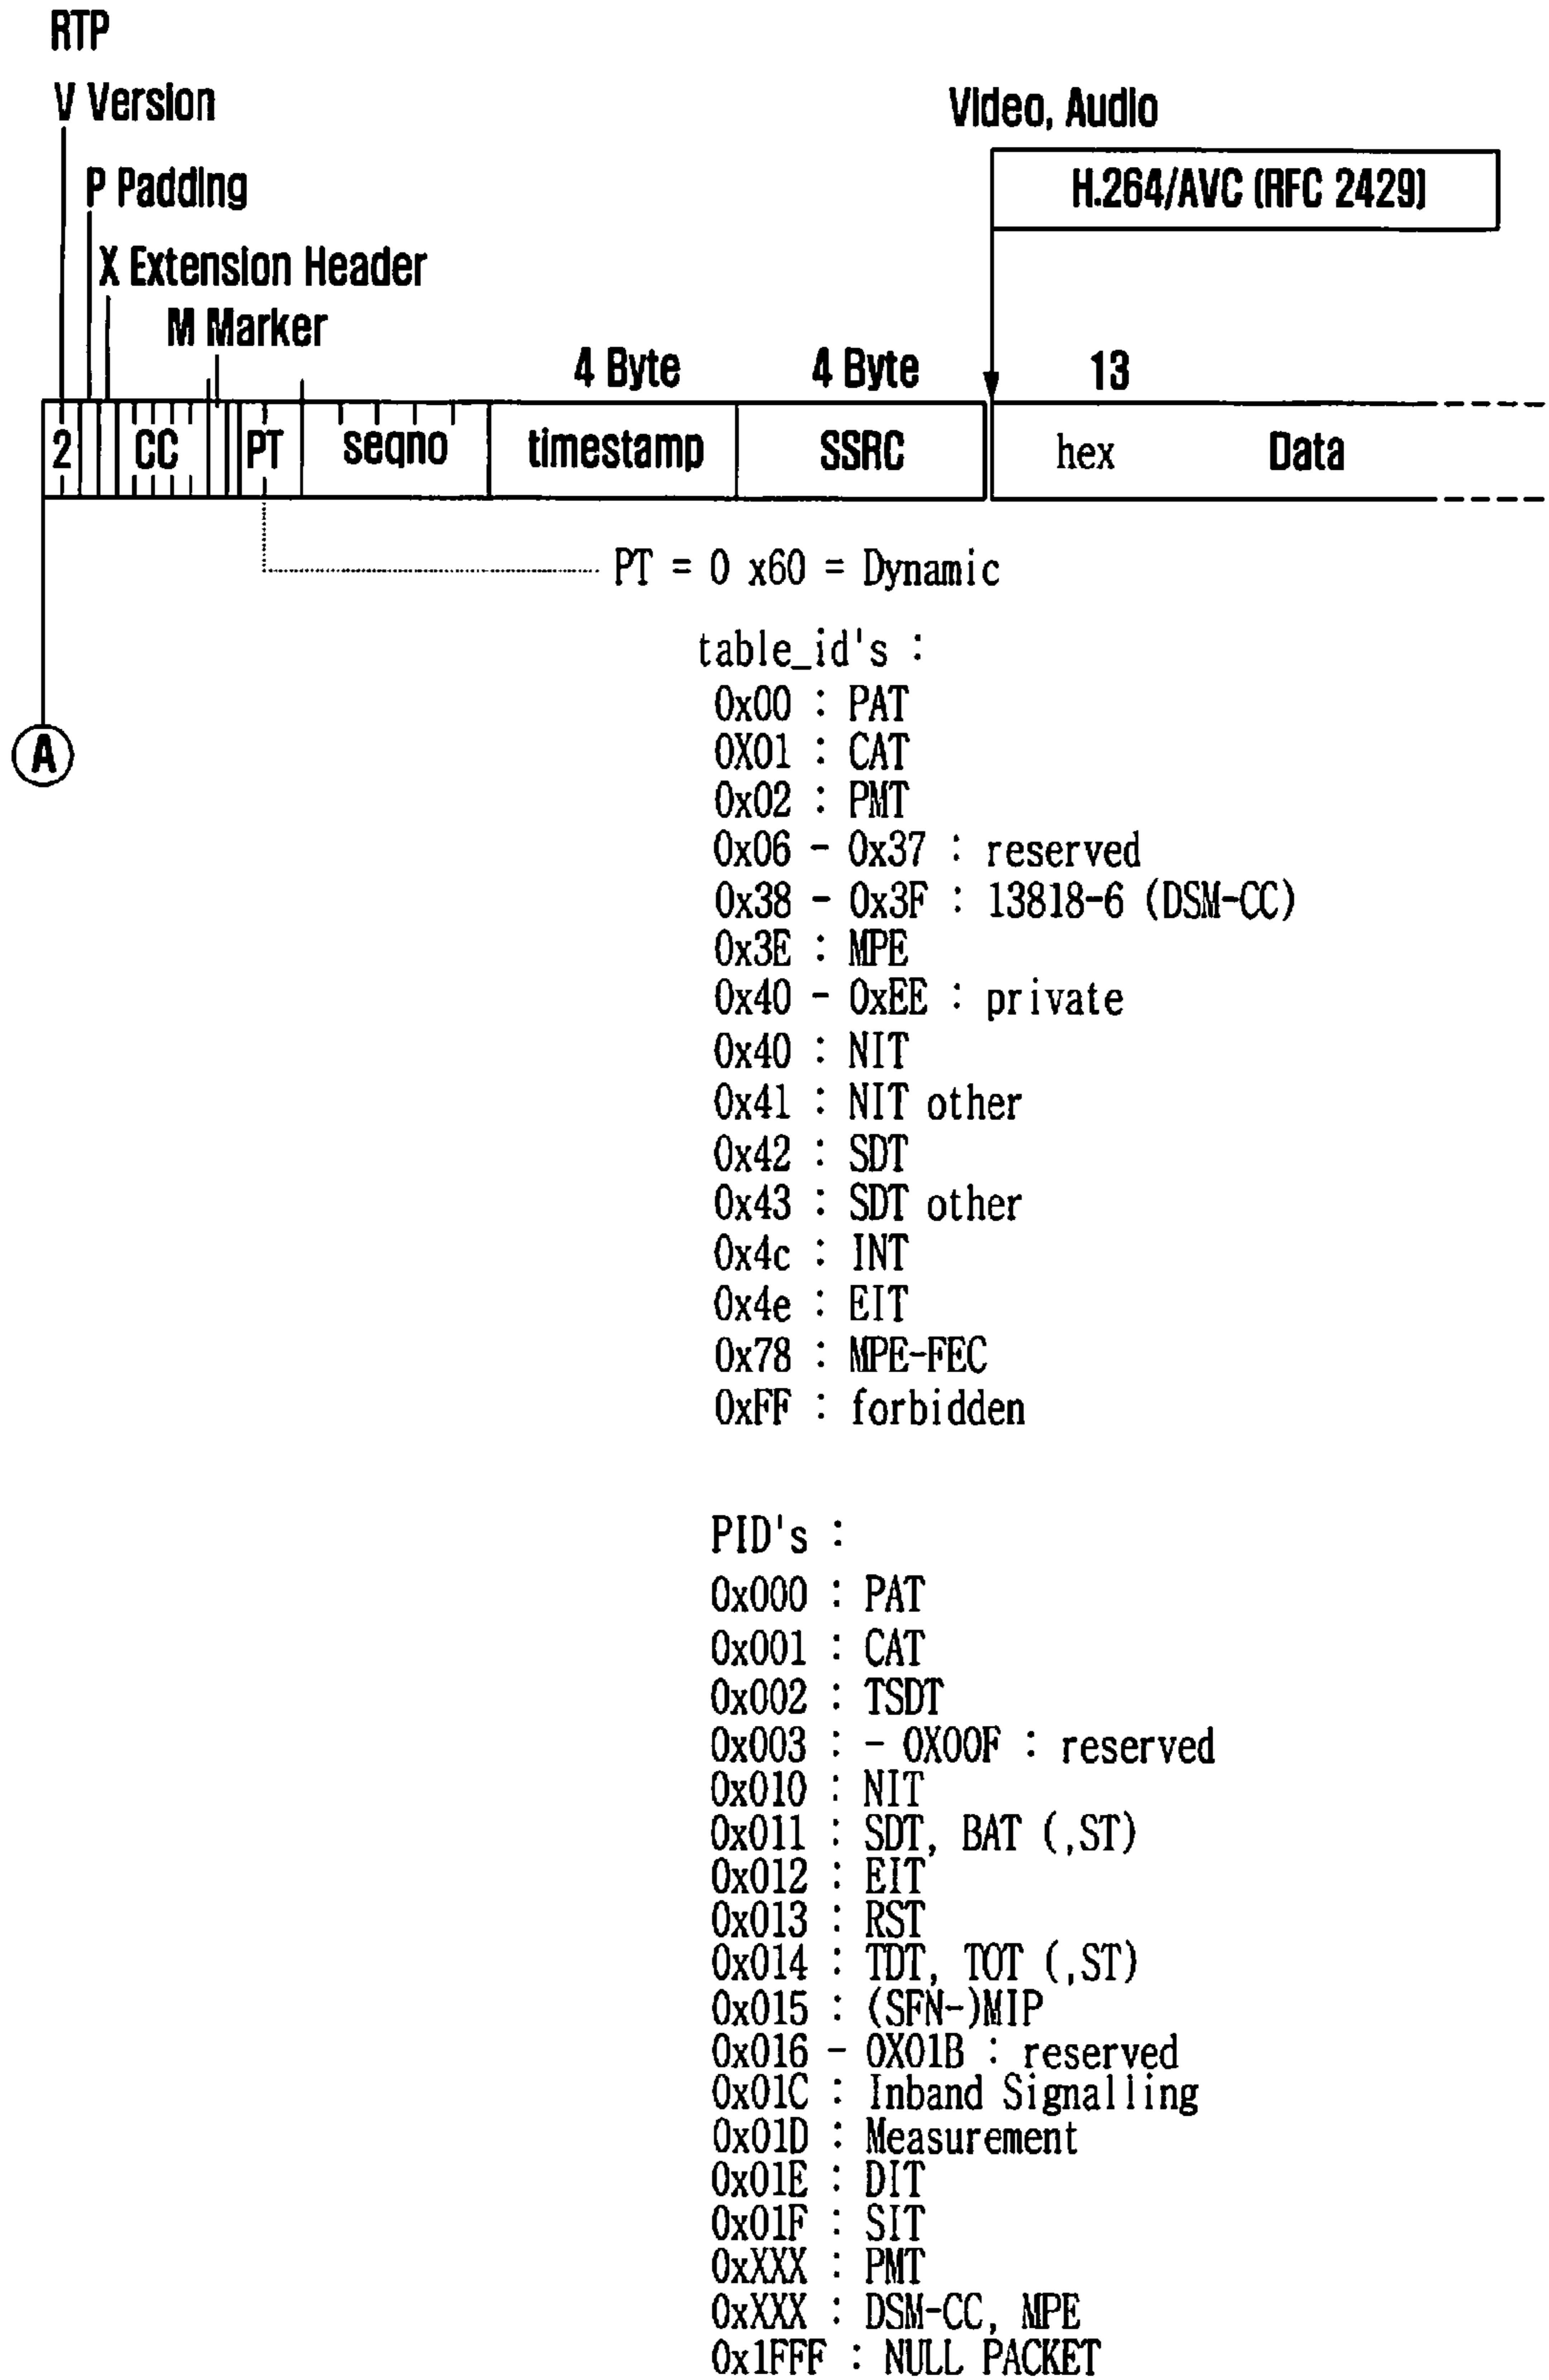 RTP
V Version
Video, Audio
H.264/AVC (RFC 2429)
P Padding
X Extension Header
M Marker
4 Byte 4 Byte 13
2 CC PT seqno timestamp SSRC hex Data
PT = 0 x60 = Dynamic
A
table_id's :
0x00 : PAT
0X01 : CAT
0x02 : PMT
0x06 - 0x37 : reserved
0x38 - 0x3F : 13818-6 (DSM-CC)
0x3E : MPE
0x40 - 0xEE : private
0x40 : NIT
0x41 : NIT other
0x42 : SDT
0x43 : SDT other
0x4c : INT
0x4e : EIT
0x78 : MPE-FEC
0xFF : forbidden
PID's :
0x000 : PAT
0x001 : CAT
0x002 : TSDT
0x003 : - 0X00F : reserved
0x010 : NIT
0x011 : SDT, BAT (,ST)
0x012 : EIT
0x013 : RST
0x014 : TDT, TOT (,ST)
0x015 : (SFN-)MIP
0x016 - 0X01B : reserved
0x01C : Inband Signalling
0x01D : Measurement
0x01E : DIT
0x01F : SIT
0xXXX : PMT
0xXXX : DSM-CC, MPE
0x1FFF : NULL PACKET